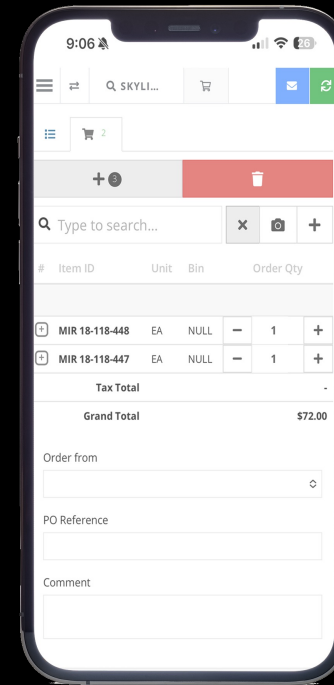 9:06
26
SKYLI...
2
3
Type to search...
# Item ID Unit Bin Order Qty
MIR 18-118-448 EA NULL − 1 +
MIR 18-118-447 EA NULL − 1 +
Tax Total -
Grand Total $72.00
Order from
PO Reference
Comment